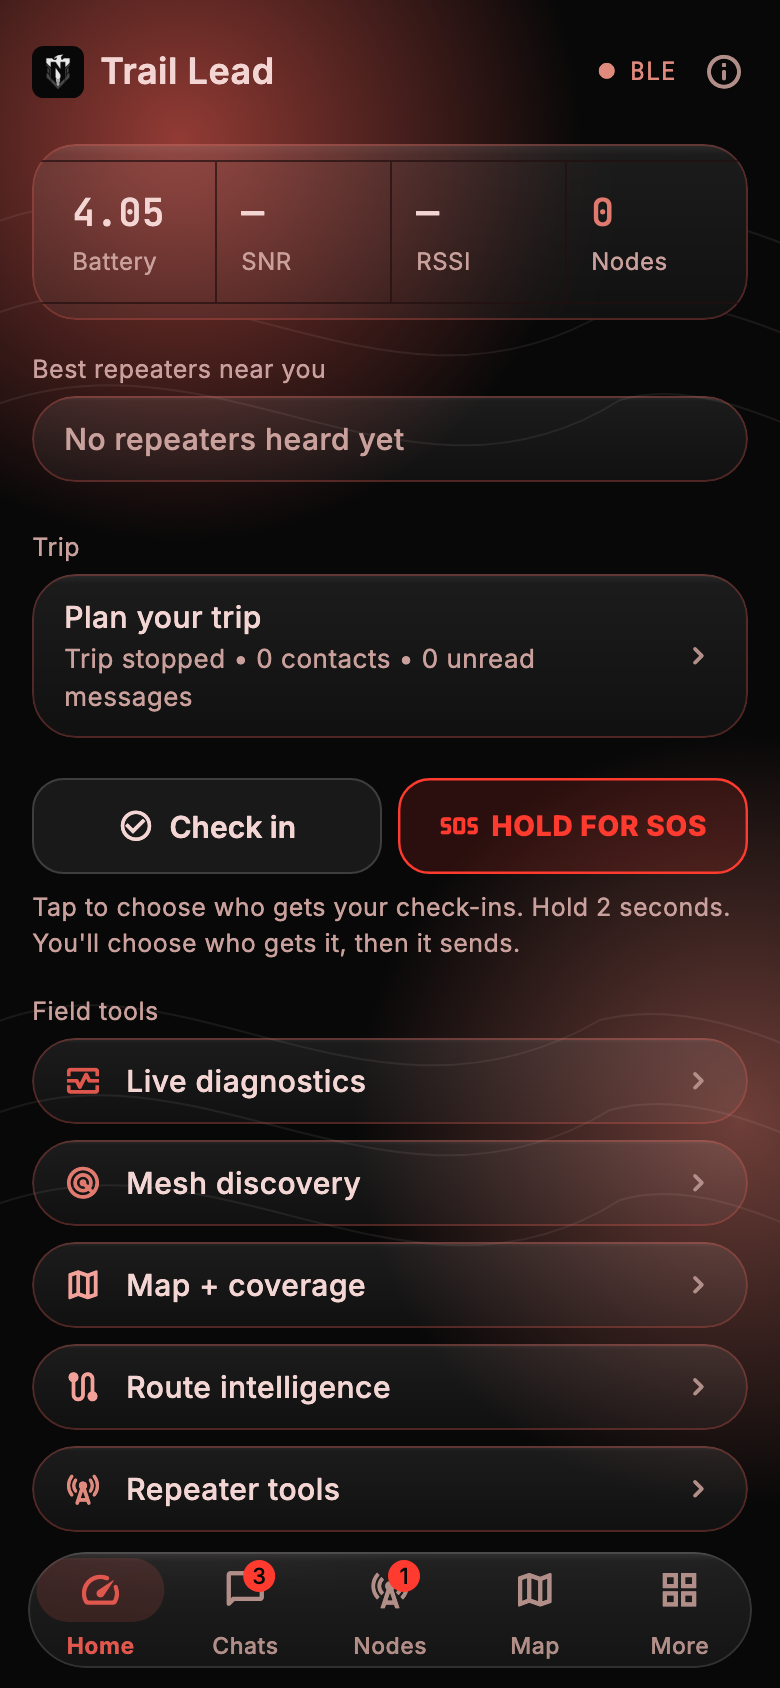 Trail Lead
BLE
4.05
–
–
0
Battery
SNR
RSSI
Nodes
Best repeaters near you
No repeaters heard yet
Trip
Plan your trip
Trip stopped • 0 contacts • 0 unread
messages
Check in
SOS HOLD FOR SOS
Tap to choose who gets your check-ins. Hold 2 seconds.
You'll choose who gets it, then it sends.
Field tools
Live diagnostics
Mesh discovery
Map + coverage
Route intelligence
Repeater tools
3
1
Home
Chats
Nodes
Map
More